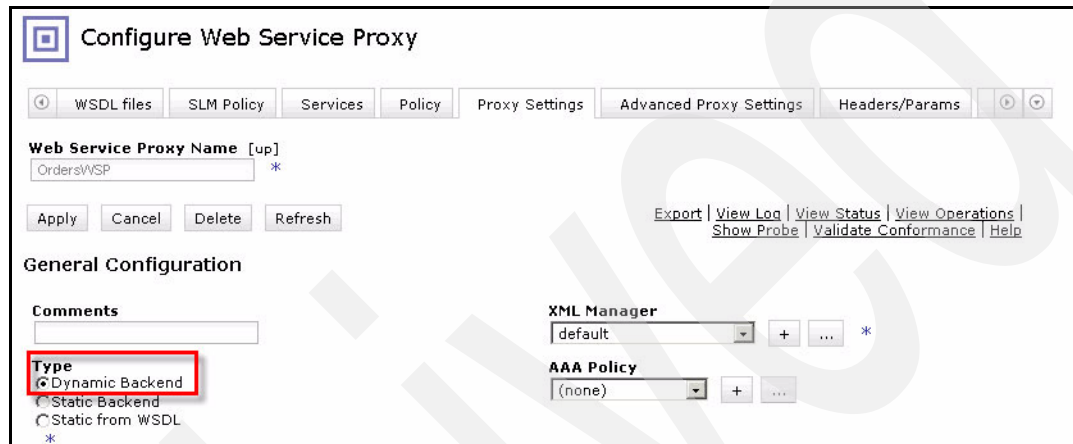 Configure Web Service Proxy
WSDL files SLM Policy Services Policy Proxy Settings Advanced Proxy Settings Headers/Params
Web Service Proxy Name [up]
OrdersWSP *
Apply Cancel Delete Refresh
Export | View Log | View Status | View Operations |
Show Probe | Validate Conformance | Help
General Configuration
Comments
XML Manager
default + ... *
Type
Dynamic Backend
Static Backend
Static from WSDL
*
AAA Policy
(none) + ...